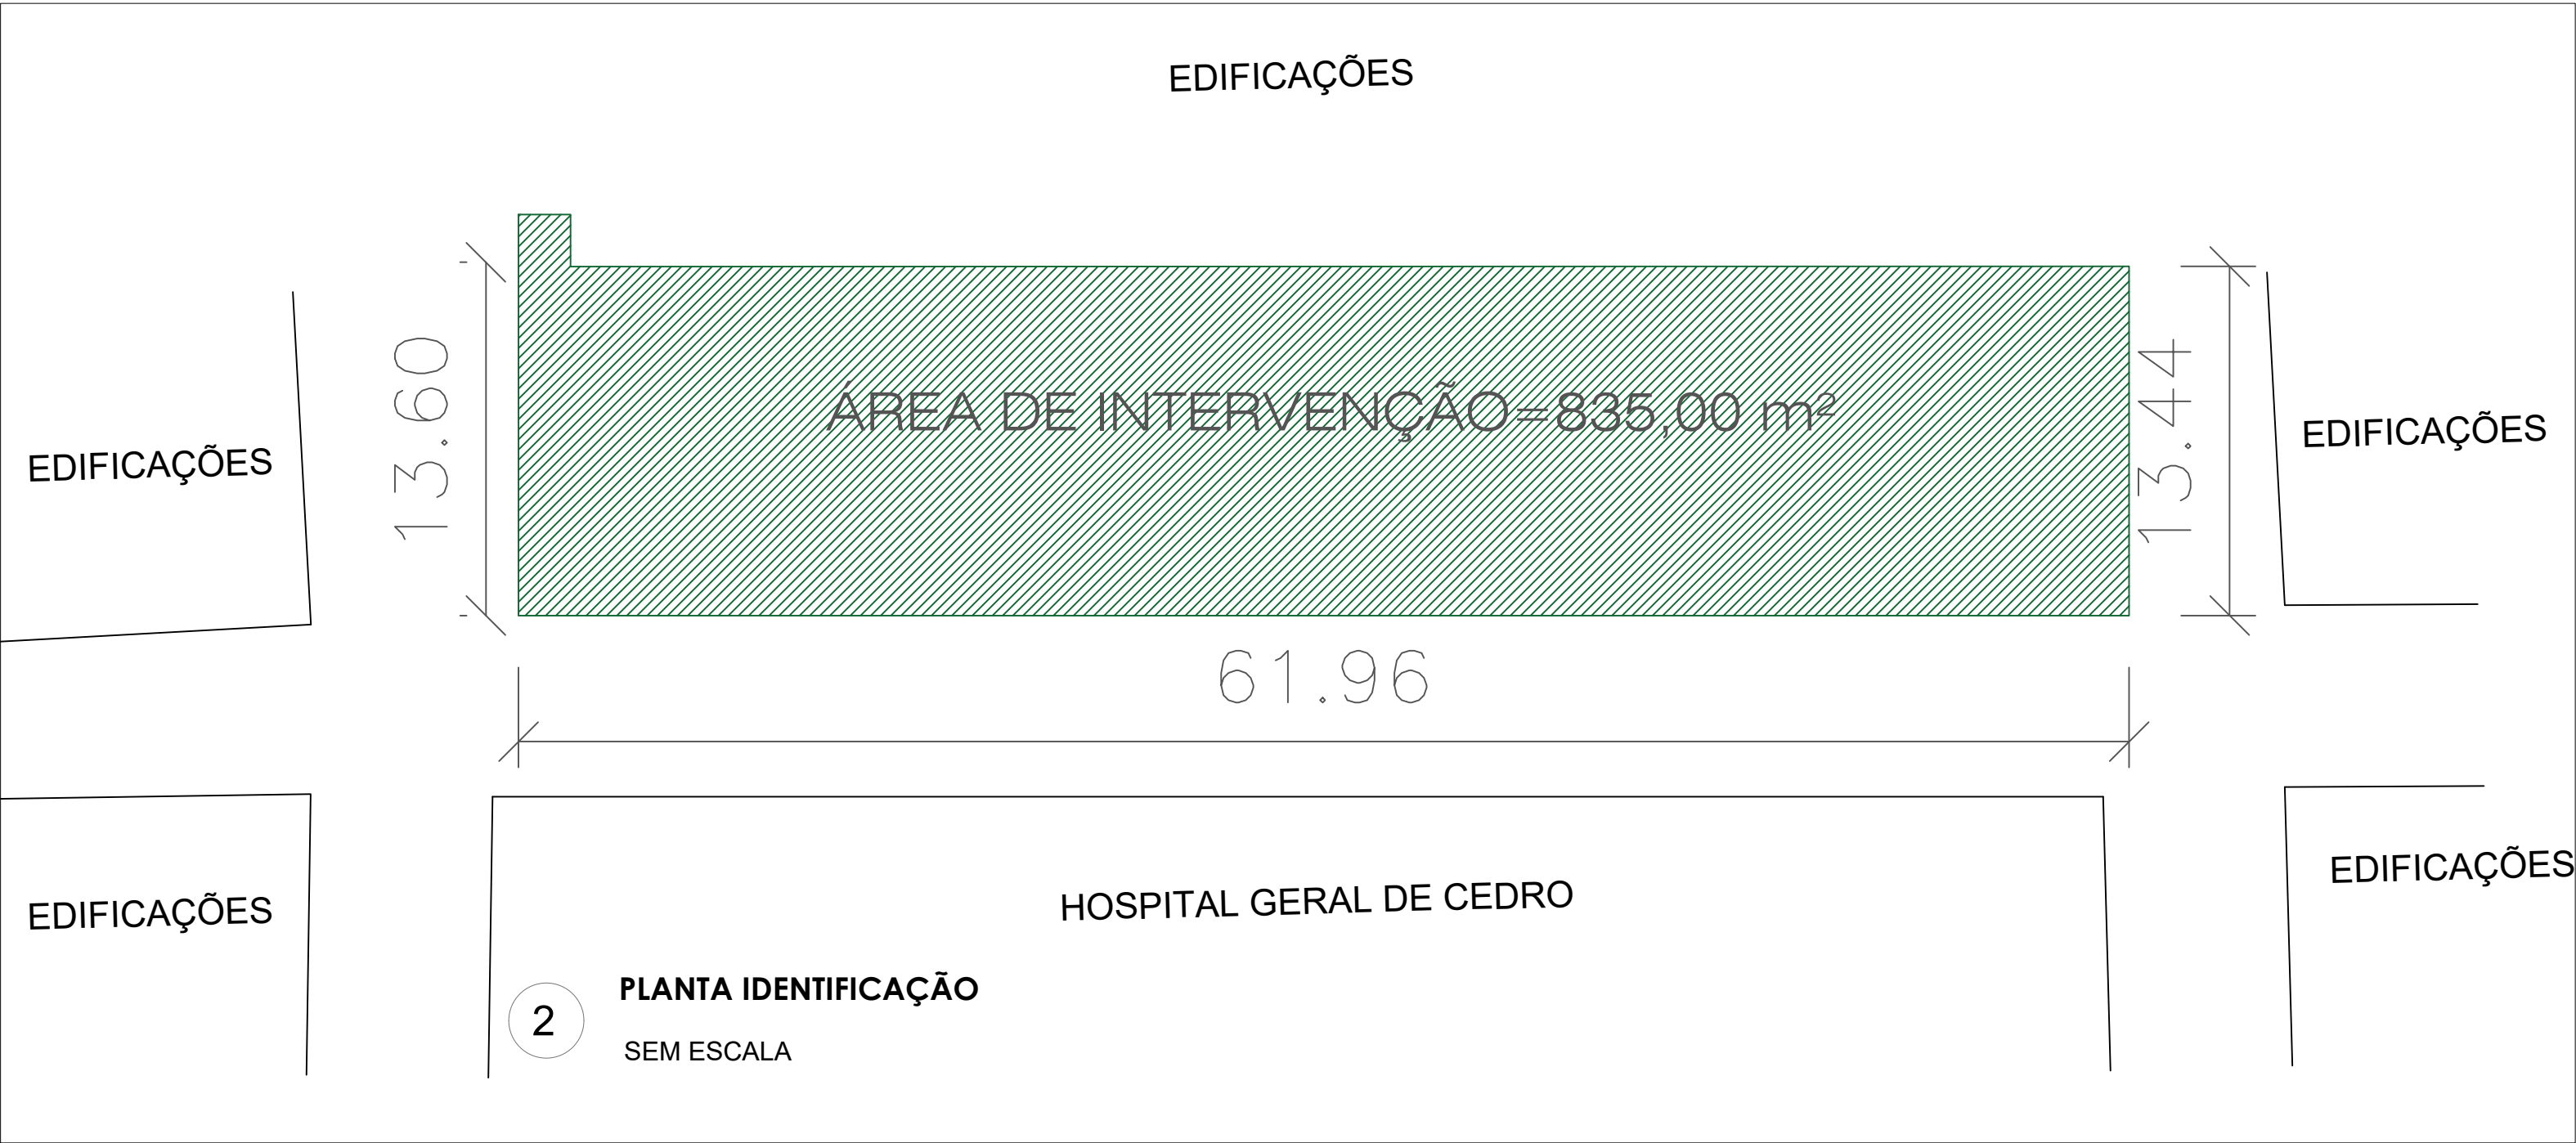 EDIFICAÇÕES
13.60
ÁREA DE INTERVENÇÃO=835,00 m²
13.44
EDIFICAÇÕES
EDIFICAÇÕES
61.96
EDIFICAÇÕES
HOSPITAL GERAL DE CEDRO
EDIFICAÇÕES
2
PLANTA IDENTIFICAÇÃO
SEM ESCALA